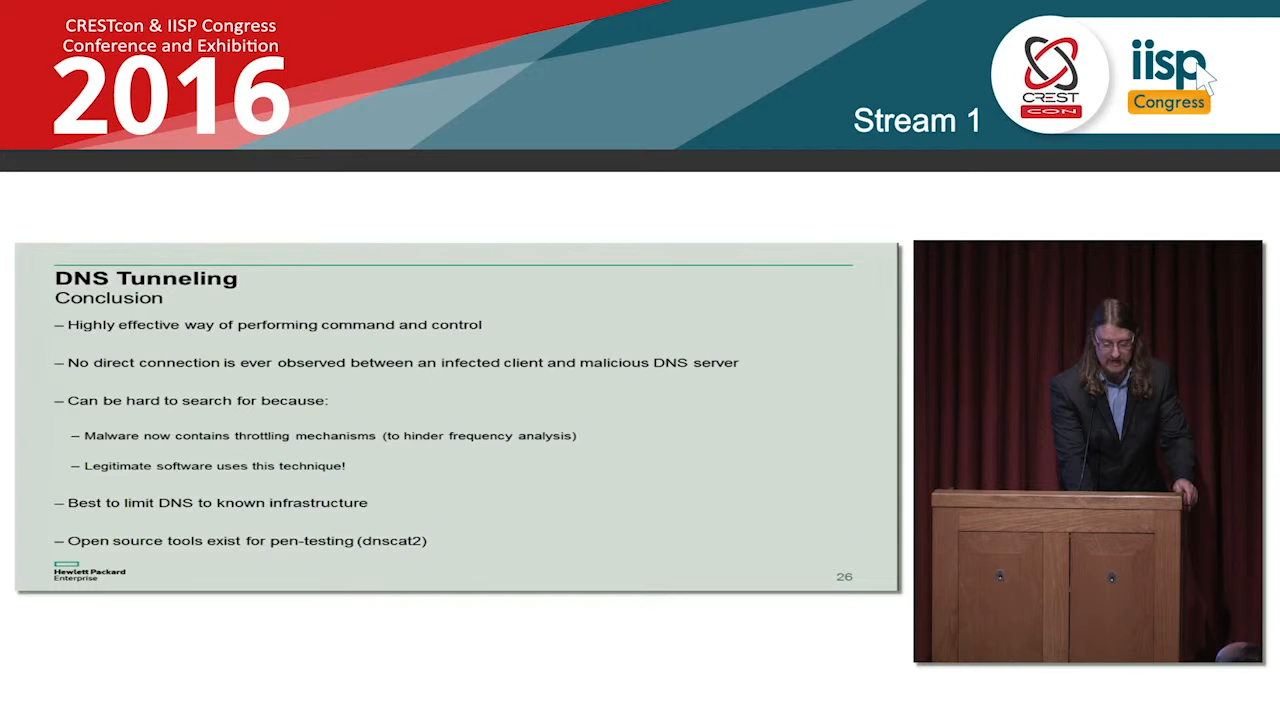 CRESTcon & IISP Congress
Conference and Exhibition
2016
Stream 1
CREST
CON
iisp
Congress
DNS Tunneling
Conclusion
– Highly effective way of performing command and control
– No direct connection is ever observed between an infected client and malicious DNS server
– Can be hard to search for because:
– Malware now contains throttling mechanisms (to hinder frequency analysis)
– Legitimate software uses this technique!
– Best to limit DNS to known infrastructure
– Open source tools exist for pen-testing (dnscat2)
Hewlett Packard
Enterprise
26